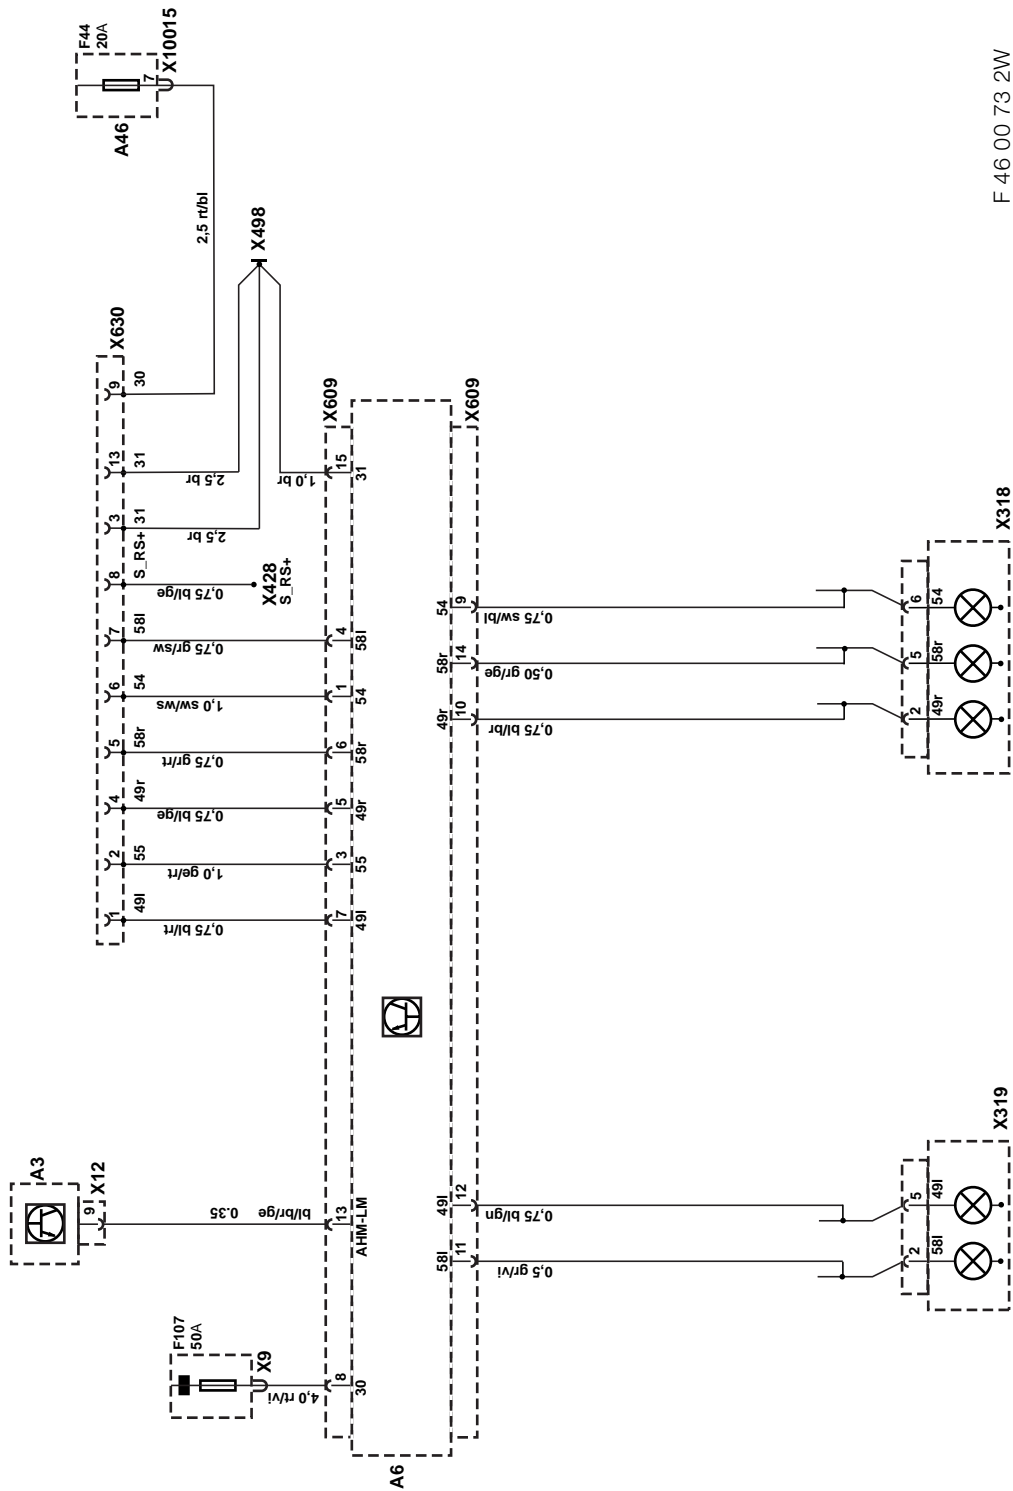 F44
20A
A46
7
X10015
2,5 rt/bl
X498
X630
9
30
13
31
2,5 br
3
31
2,5 br
8
S_RS+
0,75 bl/ge
X428
S_RS+
7
58l
0,75 gr/sw
6
54
1,0 sw/ws
5
58r
0,75 gr/rt
4
49r
0,75 bl/ge
2
55
1,0 ge/rt
1
49l
0,75 bl/rt
X609
1,0 br
15
31
4
58l
1
54
6
58r
5
49r
3
55
7
49l
A3
9
X12
0.35 bl/br/ge
13
AHM-LM
F107
50A
X9
4,0 rt/vi
8
30
A6
X609
54
9
0,75 sw/bl
58r
14
0,50 gr/ge
49r
10
0,75 bl/br
49l
12
0,75 bl/gn
58l
11
0,5 gr/vi
X318
6
54
5
58r
2
49r
X319
5
49l
2
58l
F 46 00 73 2W